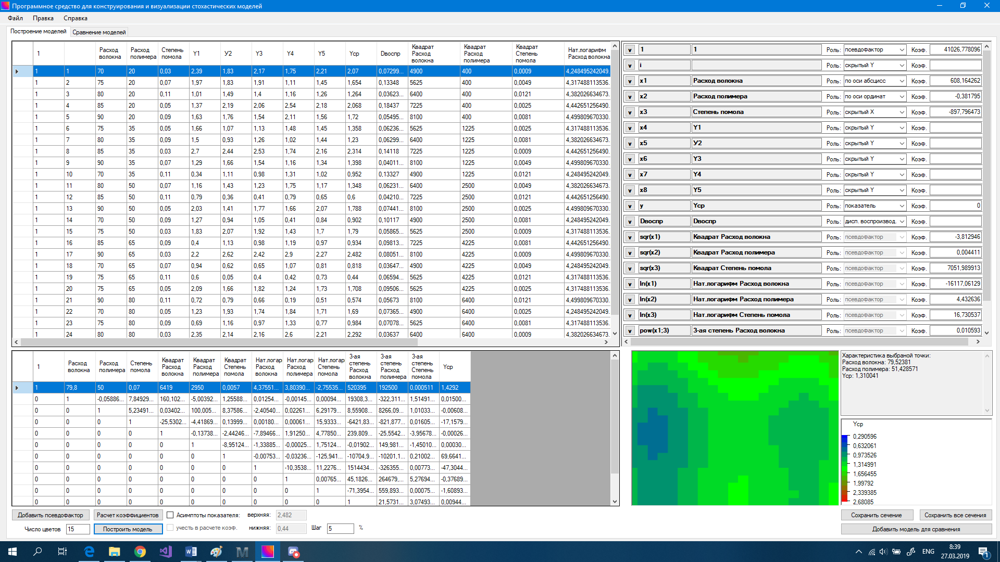 Программное средство для конструирования и визуализации стохастических моделей
Файл Правка Справка
Построение моделей Сравнение моделей
1 Расход волокна Расход полимера Степень помола Y1 У2 Y3 Y4 Y5 Yср Dвоспр Квадрат Расход волокна Квадрат Расход полимера Квадрат Степень помола Нат.логарифм Расход волокна
1 1 70 20 0,03 2,39 1,83 2,17 1,75 2,21 2,07 0,07299... 4900 400 0,0009 4,248495242049.
1 2 75 20 0,07 1,97 1,83 1,91 1,11 1,45 1,654 0,13348 5625 400 0,0049 4,317488113536.
1 3 80 20 0,11 1,01 1,49 1,4 1,16 1,26 1,264 0,03623... 6400 400 0,0121 4,382026634673.
1 4 85 20 0,05 1,37 2,19 2,06 2,54 2,18 2,068 0,18437 7225 400 0,0025 4,442651256490.
1 5 90 20 0,09 1,63 1,76 1,54 2,11 1,56 1,72 0,05495... 8100 400 0,0081 4,499809670330.
1 6 75 35 0,05 1,66 1,07 1,13 1,48 1,45 1,358 0,06236... 5625 1225 0,0025 4,317488113536.
1 7 80 35 0,09 1,5 0,93 1,26 1,02 1,44 1,23 0,06299... 6400 1225 0,0081 4,382026634673.
1 8 85 35 0,03 2,7 2,44 2,53 1,74 2,16 2,314 0,14118 7225 1225 0,0009 4,442651256490.
1 9 90 35 0,07 1,29 1,66 1,54 1,16 1,34 1,398 0,04011... 8100 1225 0,0049 4,499809670330.
1 10 70 35 0,11 0,34 1,11 0,98 1,31 1,02 0,952 0,13327 4900 1225 0,0121 4,248495242049.
1 11 80 50 0,07 1,16 1,43 1,23 1,75 1,17 1,348 0,06231... 6400 2500 0,0049 4,382026634673.
1 12 85 50 0,11 0,79 0,36 0,41 0,79 0,65 0,6 0,04210... 7225 2500 0,0121 4,442651256490.
1 13 90 50 0,05 2,03 1,41 1,77 1,66 2,07 1,788 0,07441... 8100 2500 0,0025 4,499809670330.
1 14 70 50 0,09 1,27 0,94 1,05 0,41 0,84 0,902 0,10117 4900 2500 0,0081 4,248495242049.
1 15 75 50 0,03 1,83 2,07 1,92 1,43 1,7 1,79 0,05865... 5625 2500 0,0009 4,317488113536.
1 16 85 65 0,09 0,4 1,13 0,98 1,19 0,97 0,934 0,09813... 7225 4225 0,0081 4,442651256490.
1 17 90 65 0,03 2,2 2,62 2,42 2,9 2,27 2,482 0,08051... 8100 4225 0,0009 4,499809670330.
1 18 70 65 0,07 0,94 0,62 0,65 1,07 0,81 0,818 0,03647... 4900 4225 0,0049 4,248495242049.
1 19 75 65 0,11 0,6 0,05 0,4 0,42 0,73 0,44 0,06594... 5625 4225 0,0121 4,317488113536.
1 20 75 65 0,05 2,09 1,66 1,82 1,24 1,73 1,708 0,09506... 5625 4225 0,0025 4,317488113536.
1 21 90 80 0,11 0,72 0,79 0,66 0,19 0,51 0,574 0,05673 8100 6400 0,0121 4,499809670330.
1 22 70 80 0,05 1,23 1,93 1,74 1,84 1,71 1,69 0,07365... 4900 6400 0,0025 4,248495242049.
1 23 75 80 0,09 0,69 1,16 0,97 1,33 0,77 0,984 0,07078... 5625 6400 0,0081 4,317488113536.
1 24 80 80 0,03 2,35 2,14 2,16 2,6 2,21 2,292 0,03637 6400 6400 0,0009 4,382026634673.
v 1 1 Роль: псевдофактор Коэф. 41026,778096
v i Роль: скрытый Y Коэф.
v x1 Расход волокна Роль: по оси абсцисс Коэф. 608,164262
v x2 Расход полимера Роль: по оси ординат Коэф. -0,381795
v x3 Степень помола Роль: скрытый X Коэф. -897,796473
v x4 Y1 Роль: скрытый Y Коэф.
v x5 У2 Роль: скрытый Y Коэф.
v x6 Y3 Роль: скрытый Y Коэф.
v x7 Y4 Роль: скрытый Y Коэф.
v x8 Y5 Роль: скрытый Y Коэф.
v y Yср Роль: показатель Коэф. 0
v Dвоспр Dвоспр Роль: дисп. воспроизвод. Коэф.
v sqr(x1) Квадрат Расход волокна Роль: псевдофактор Коэф. -3,812946
v sqr(x2) Квадрат Расход полимера Роль: псевдофактор Коэф. 0,004411
v sqr(x3) Квадрат Степень помола Роль: псевдофактор Коэф. 7051,989913
v ln(x1) Нат.логарифм Расход волокна Роль: псевдофактор Коэф. -16117,06129
v ln(x2) Нат.логарифм Расход полимера Роль: псевдофактор Коэф. 4,432636
v ln(x3) Нат.логарифм Степень помола Роль: псевдофактор Коэф. 16,730537
v pow(x1;3) 3-ая степень Расход волокна Роль: псевдофактор Коэф. 0,010593
1 Расход волокна Расход полимера Степень помола Квадрат Расход волокна Квадрат Расход полимера Квадрат Степень помола Нат.логар Расход волокна Нат.логар Расход полимера Нат.логар Степень помола 3-ая степень Расход волокна 3-ая степень Расход полимера 3-ая степень Степень помола Yср
1 79,8 50 0,07 6419 2950 0,0057 4,37551... 3,80390... -2,75535... 520395 192500 0,000511 1,4292
0 1 -0,05886... 7,84929... 160,102... -5,00392... 1,25588... 0,01254... -0,00145... 0,00094... 19308,3... -322,311... 1,51491... 0,01500...
0 0 1 5,23491... 0,03402... 100,005... 8,37586... -2,40540... 0,02261... 6,29179... 8,55908... 8266,09... 1,01033... -0,00608...
0 0 0 1 -25,5302... -4,41869... 0,13999... 0,00180... 0,00061... 15,9333... -6421,83... -821,877... 0,01605... -17,1579...
0 0 0 0 1 -0,13738... -2,44246... -7,89466... 1,91250... 4,77850... 239,809... -25,5542... -3,95678... -0,00026...
0 0 0 0 0 1 -8,95124... -1,33885... -0,00025... 1,75124... -0,01902... 149,981... -1,45010... 0,00030...
0 0 0 0 0 0 1 -0,00753... -0,03236... -125,941... -10704,9... -10201,1... 0,21002... 69,6641...
0 0 0 0 0 0 0 1 -10,3538... 11,2276... 1514434... -326355... 0,00773... -47,3044...
0 0 0 0 0 0 0 0 1 0,00765... 45,1826... 264679,... 5,27694... -0,37689...
0 0 0 0 0 0 0 0 0 1 -71,3954... 559,893... 0,00075... -1,60893...
0 0 0 0 0 0 0 0 0 0 1 21,5731... 3,07493... 0,00944...
Характеристика выбраной точки:
Расход волокна: 79,52381
Расход полимера: 51,428571
Yср: 1,310041
Yср
0,290596
0,632061
0,973526
1,314991
1,656455
1,99792
2,339385
2,68085
Добавить псевдофактор Расчет коэффициентов Асимптоты показателя: верхняя: 2,482
Число цветов 15 Построить модель учесть в расчете коэф. нижняя: 0,44 Шаг 5 %
Сохранить сечение Сохранить все сечения
Добавить модель для сравнения
ENG 8:39
27.03.2019
1